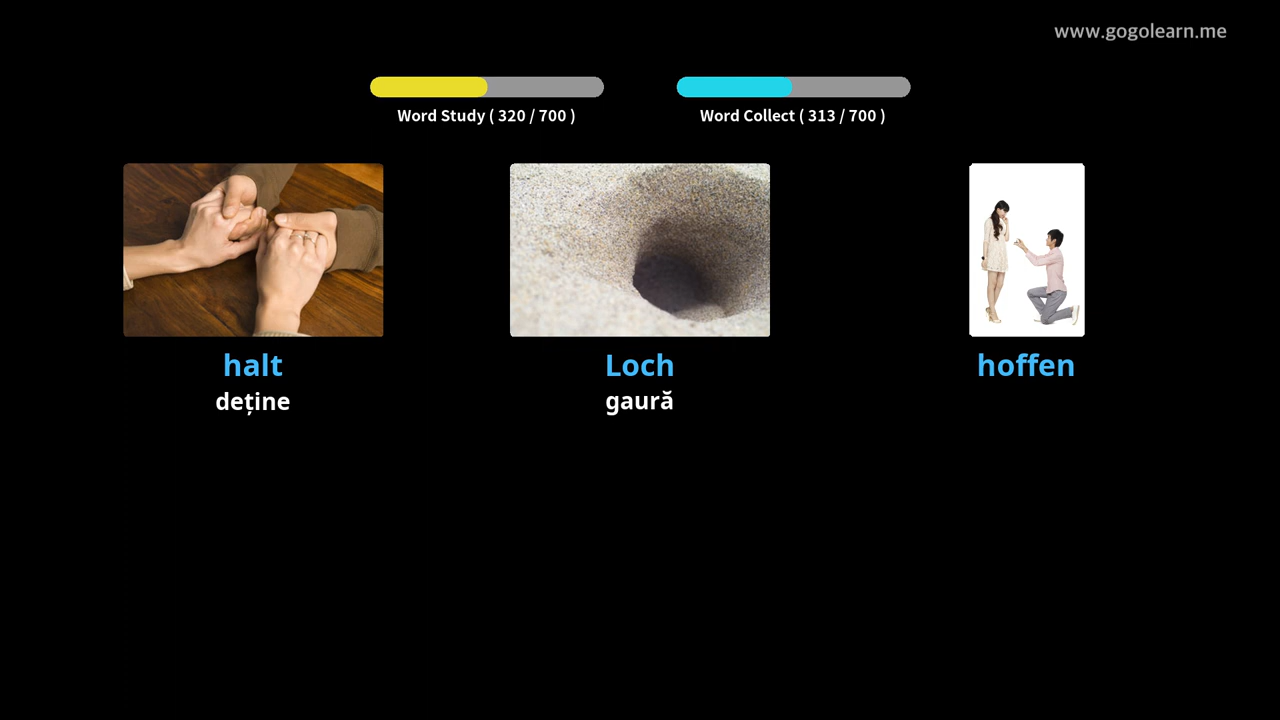 www.gogolearn.me
Word Study ( 320 / 700 )
Word Collect ( 313 / 700 )
halt
deține
Loch
gaură
hoffen